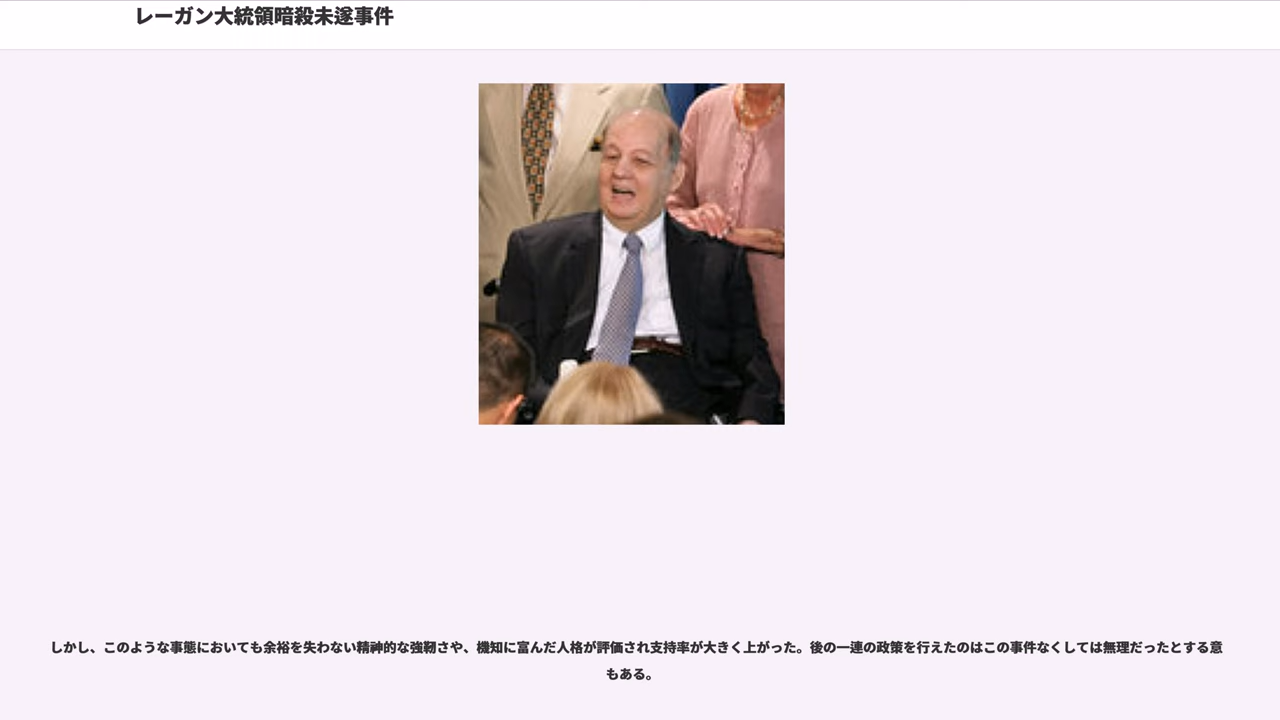 レーガン大統領暗殺未遂事件
しかし、このような事態においても余裕を失わない精神的な強靭さや、機知に富んだ人格が評価され支持率が大きく上がった。後の一連の政策を行えたのはこの事件なくしては無理だったとする意
もある。